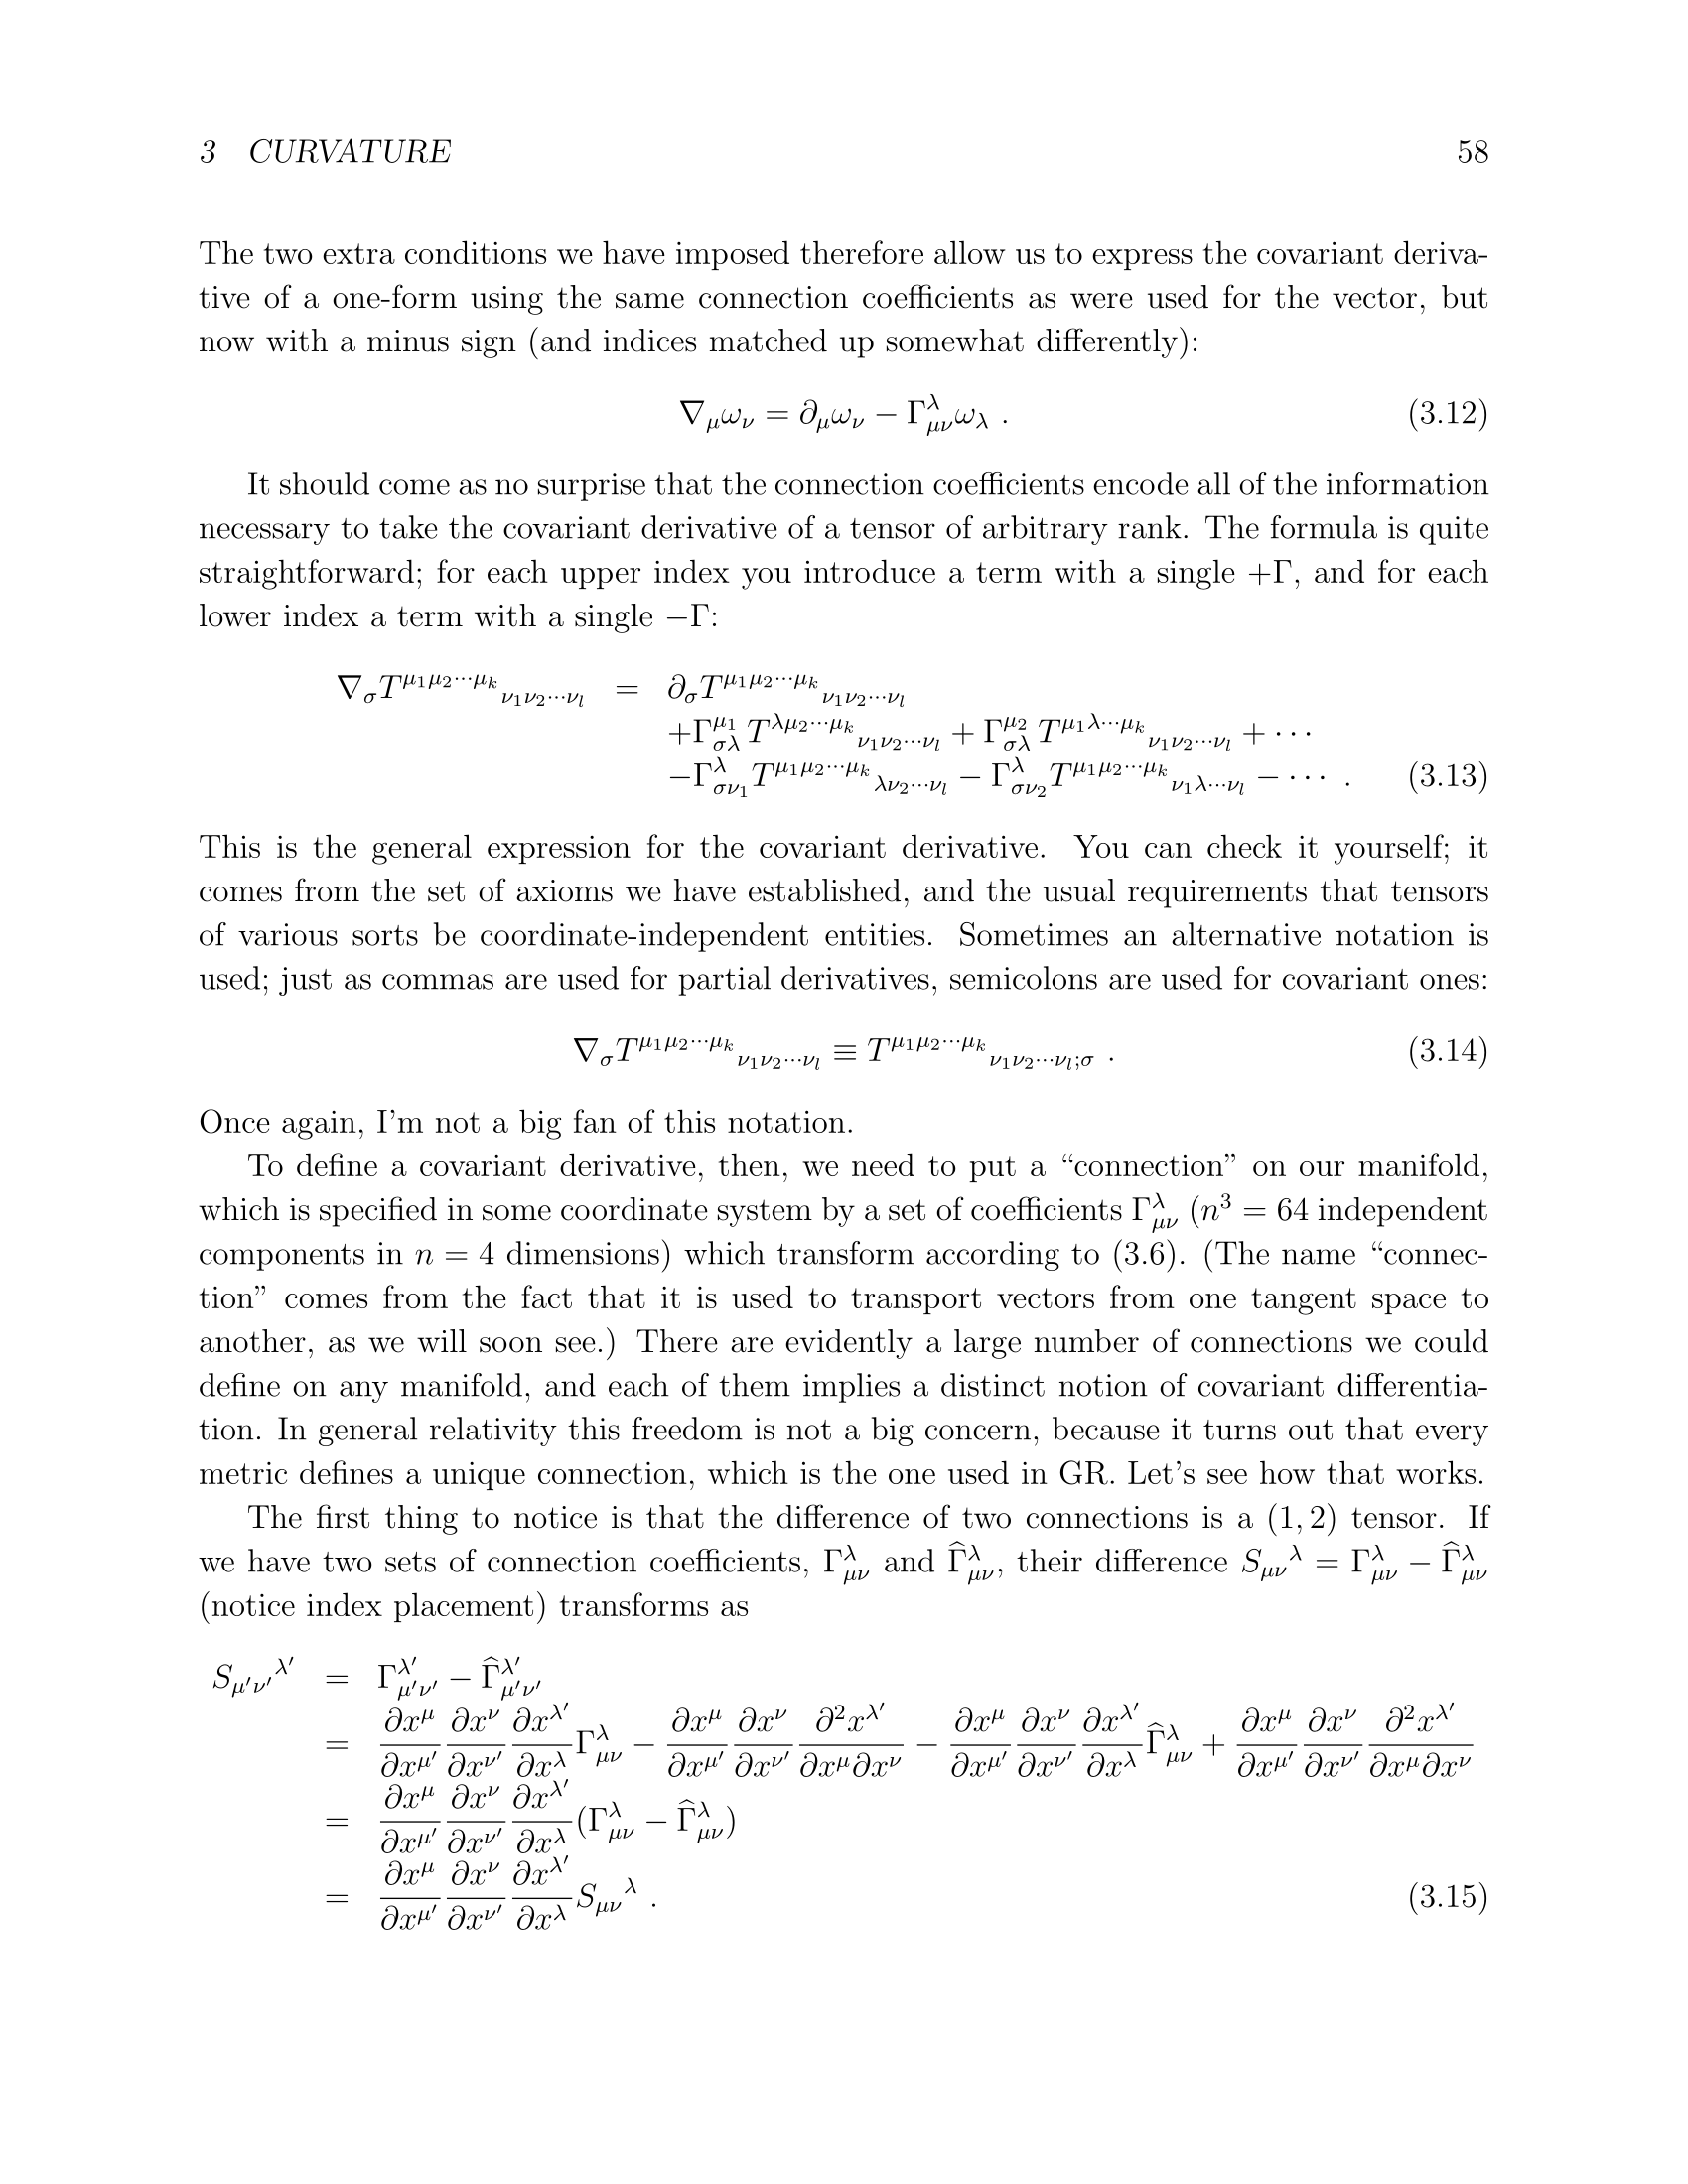 3 CURVATURE 58
The two extra conditions we have imposed therefore allow us to express the covariant deriva-
tive of a one-form using the same connection coefficients as were used for the vector, but
now with a minus sign (and indices matched up somewhat differently):
$\nabla_\mu \omega_\nu = \partial_\mu \omega_\nu - \Gamma^\lambda_{\mu\nu} \omega_\lambda$ . (3.12)
It should come as no surprise that the connection coefficients encode all of the information
necessary to take the covariant derivative of a tensor of arbitrary rank. The formula is quite
straightforward; for each upper index you introduce a term with a single $+\Gamma$, and for each
lower index a term with a single $-\Gamma$:
$\nabla_\sigma T^{\mu_1\mu_2\cdots\mu_k}{}_{\nu_1\nu_2\cdots\nu_l} = \partial_\sigma T^{\mu_1\mu_2\cdots\mu_k}{}_{\nu_1\nu_2\cdots\nu_l}$
$+\Gamma^{\mu_1}_{\sigma\lambda} T^{\lambda\mu_2\cdots\mu_k}{}_{\nu_1\nu_2\cdots\nu_l} + \Gamma^{\mu_2}_{\sigma\lambda} T^{\mu_1\lambda\cdots\mu_k}{}_{\nu_1\nu_2\cdots\nu_l} + \cdots$
$-\Gamma^\lambda_{\sigma\nu_1} T^{\mu_1\mu_2\cdots\mu_k}{}_{\lambda\nu_2\cdots\nu_l} - \Gamma^\lambda_{\sigma\nu_2} T^{\mu_1\mu_2\cdots\mu_k}{}_{\nu_1\lambda\cdots\nu_l} - \cdots$ . (3.13)
This is the general expression for the covariant derivative. You can check it yourself; it
comes from the set of axioms we have established, and the usual requirements that tensors
of various sorts be coordinate-independent entities. Sometimes an alternative notation is
used; just as commas are used for partial derivatives, semicolons are used for covariant ones:
$\nabla_\sigma T^{\mu_1\mu_2\cdots\mu_k}{}_{\nu_1\nu_2\cdots\nu_l} \equiv T^{\mu_1\mu_2\cdots\mu_k}{}_{\nu_1\nu_2\cdots\nu_l;\sigma}$ . (3.14)
Once again, I'm not a big fan of this notation.
To define a covariant derivative, then, we need to put a “connection” on our manifold,
which is specified in some coordinate system by a set of coefficients $\Gamma^\lambda_{\mu\nu}$ ($n^3 = 64$ independent
components in $n = 4$ dimensions) which transform according to (3.6). (The name “connec-
tion” comes from the fact that it is used to transport vectors from one tangent space to
another, as we will soon see.) There are evidently a large number of connections we could
define on any manifold, and each of them implies a distinct notion of covariant differentia-
tion. In general relativity this freedom is not a big concern, because it turns out that every
metric defines a unique connection, which is the one used in GR. Let's see how that works.
The first thing to notice is that the difference of two connections is a $(1, 2)$ tensor. If
we have two sets of connection coefficients, $\Gamma^\lambda_{\mu\nu}$ and $\widehat{\Gamma}^\lambda_{\mu\nu}$, their difference $S_{\mu\nu}{}^\lambda = \Gamma^\lambda_{\mu\nu} - \widehat{\Gamma}^\lambda_{\mu\nu}$
(notice index placement) transforms as
$S_{\mu'\nu'}{}^{\lambda'} = \Gamma^{\lambda'}_{\mu'\nu'} - \widehat{\Gamma}^{\lambda'}_{\mu'\nu'}$
$= \frac{\partial x^\mu}{\partial x^{\mu'}} \frac{\partial x^\nu}{\partial x^{\nu'}} \frac{\partial x^{\lambda'}}{\partial x^\lambda} \Gamma^\lambda_{\mu\nu} - \frac{\partial x^\mu}{\partial x^{\mu'}} \frac{\partial x^\nu}{\partial x^{\nu'}} \frac{\partial^2 x^{\lambda'}}{\partial x^\mu \partial x^\nu} - \frac{\partial x^\mu}{\partial x^{\mu'}} \frac{\partial x^\nu}{\partial x^{\nu'}} \frac{\partial x^{\lambda'}}{\partial x^\lambda} \widehat{\Gamma}^\lambda_{\mu\nu} + \frac{\partial x^\mu}{\partial x^{\mu'}} \frac{\partial x^\nu}{\partial x^{\nu'}} \frac{\partial^2 x^{\lambda'}}{\partial x^\mu \partial x^\nu}$
$= \frac{\partial x^\mu}{\partial x^{\mu'}} \frac{\partial x^\nu}{\partial x^{\nu'}} \frac{\partial x^{\lambda'}}{\partial x^\lambda} (\Gamma^\lambda_{\mu\nu} - \widehat{\Gamma}^\lambda_{\mu\nu})$
$= \frac{\partial x^\mu}{\partial x^{\mu'}} \frac{\partial x^\nu}{\partial x^{\nu'}} \frac{\partial x^{\lambda'}}{\partial x^\lambda} S_{\mu\nu}{}^\lambda$ . (3.15)